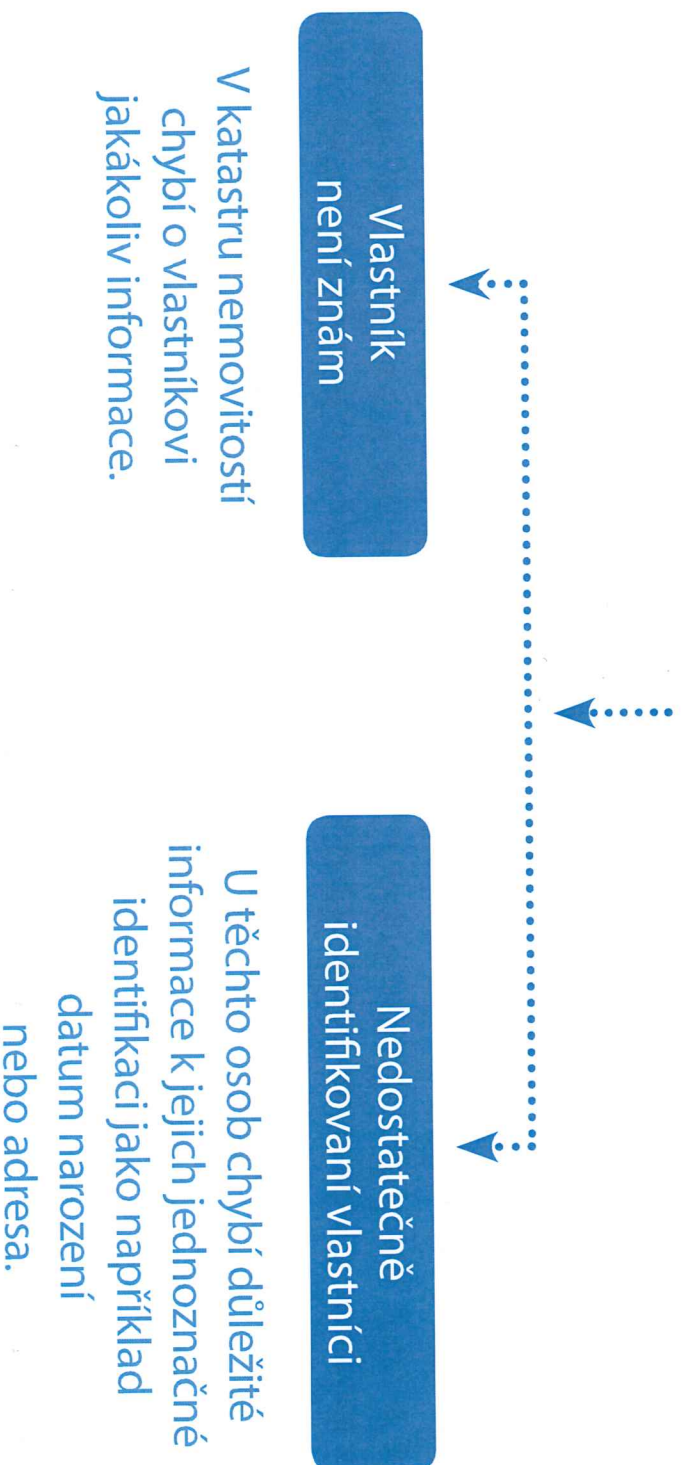 Vlastník
není znám
V katastru nemovitostí
chybí o vlastníkovi
jakákoliv informace.
Nedostatečně
identifikovaní vlastníci
U těchto osob chybí důležité
informace k jejich jednoznačné
identifikaci jako například
datum narození
nebo adresa.